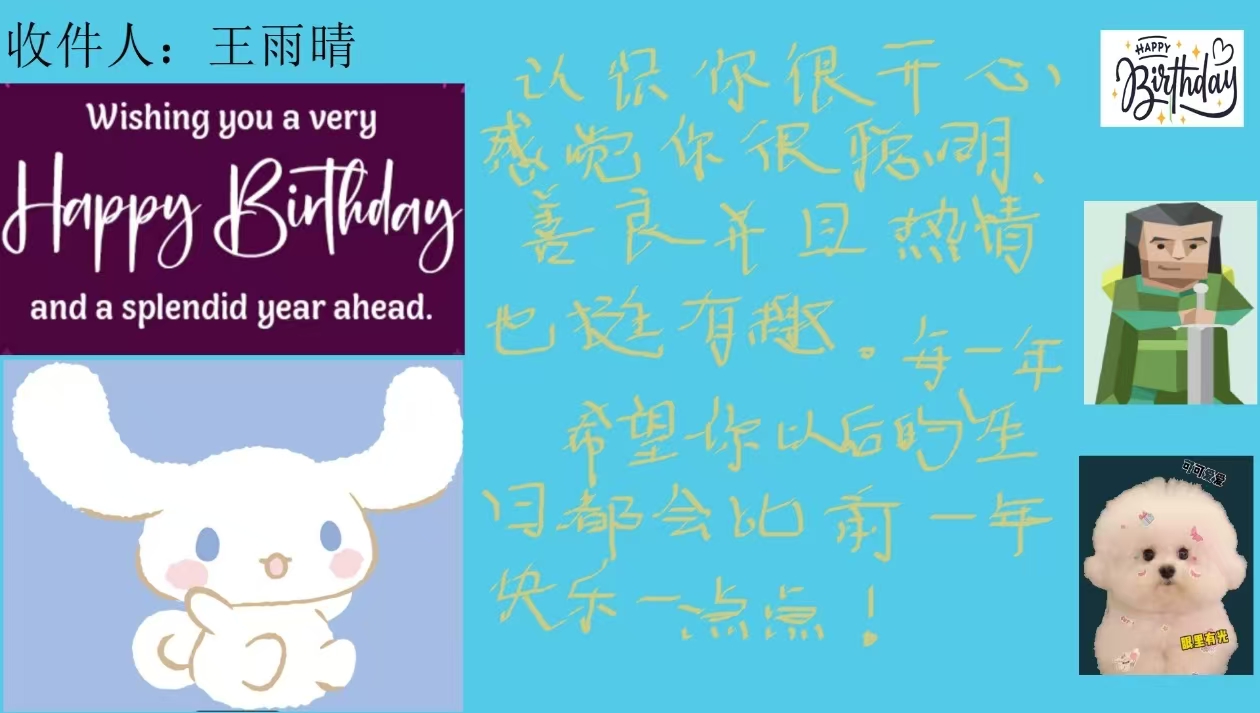 收件人：王雨晴
Wishing you a very
Happy Birthday
and a splendid year ahead.
认识你很开心，
感觉你很聪明、
善良并且热情
也挺有趣。每一年
希望你以后的生
日都会比前一年
快乐一点点！
HAPPY
Birthday
可可爱爱
眼里有光